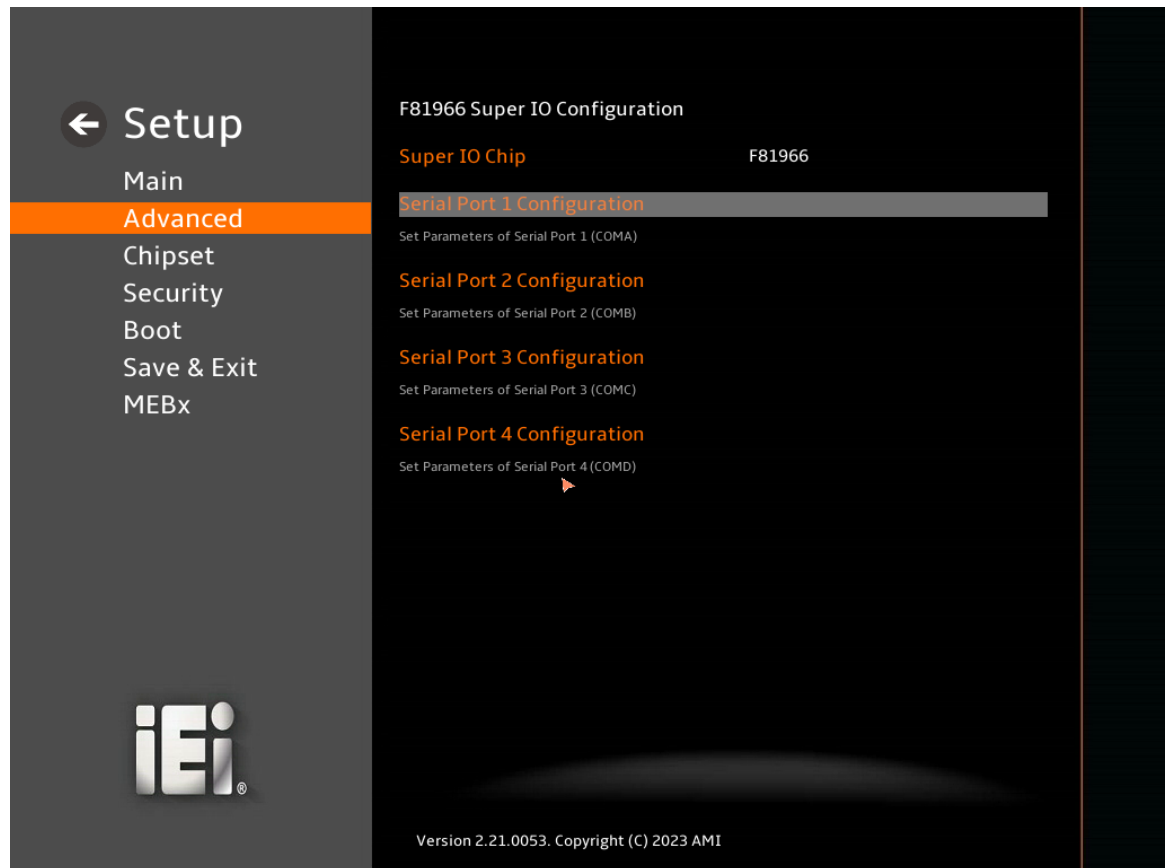 Setup
Main
Advanced
Chipset
Security
Boot
Save & Exit
MEBx
iEi®
F81966 Super IO Configuration
Super IO Chip F81966
Serial Port 1 Configuration
Set Parameters of Serial Port 1 (COMA)
Serial Port 2 Configuration
Set Parameters of Serial Port 2 (COMB)
Serial Port 3 Configuration
Set Parameters of Serial Port 3 (COMC)
Serial Port 4 Configuration
Set Parameters of Serial Port 4 (COMD)
Version 2.21.0053. Copyright (C) 2023 AMI